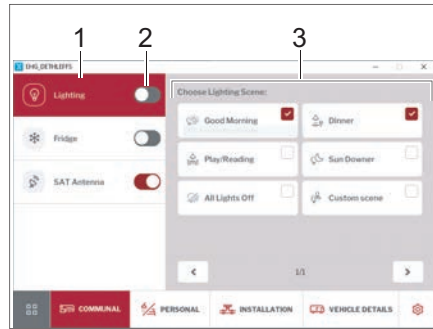 1 2 3
EHG_DETHLEFFS
Lighting
Choose Lighting Scene:
Good Morning
Dinner
Fridge
Play/Reading
Sun Downer
SAT Antenna
All Lights Off
Custom scene
1/1
COMMUNAL PERSONAL INSTALLATION VEHICLE DETAILS